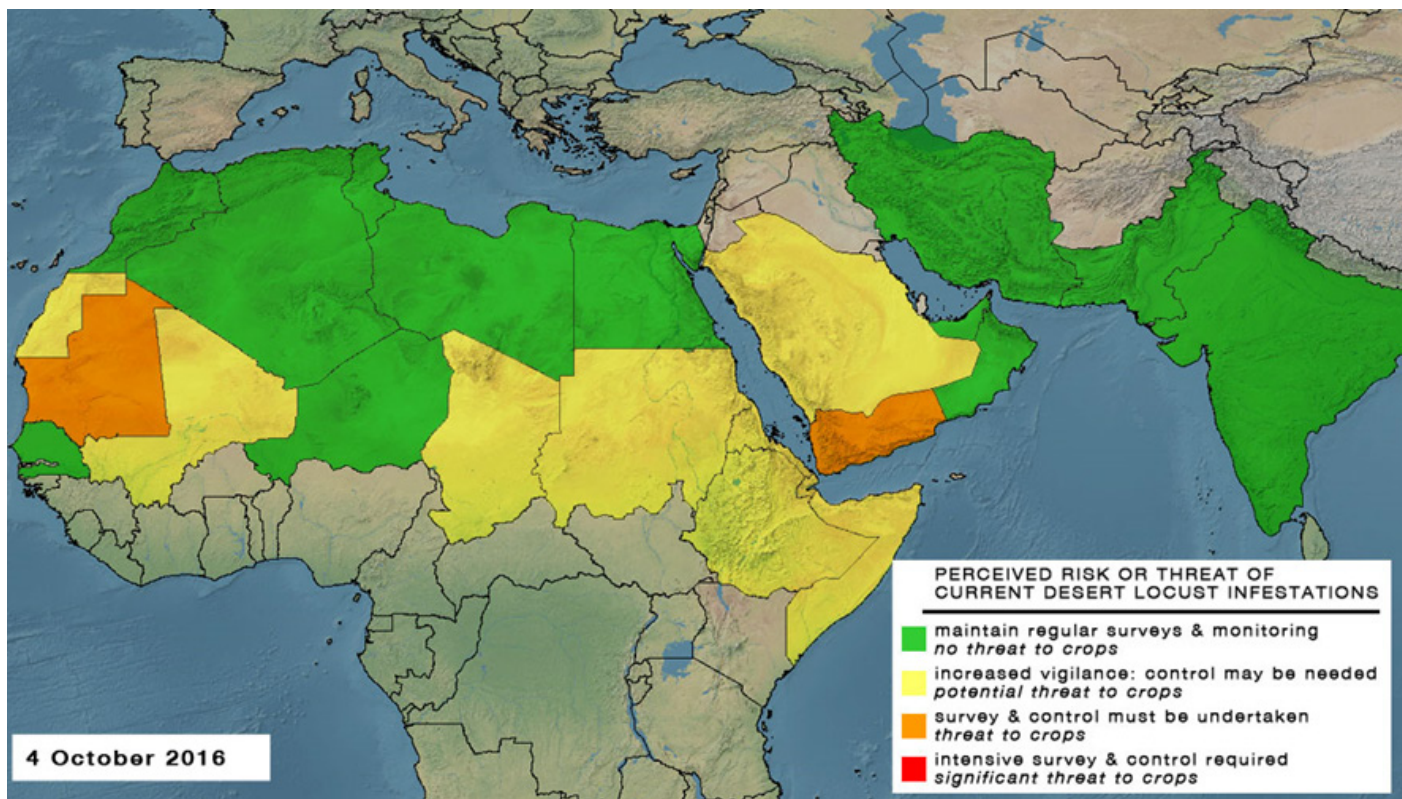 PERCEIVED RISK OR THREAT OF
CURRENT DESERT LOCUST INFESTATIONS
maintain regular surveys & monitoring
no threat to crops
increased vigilance: control may be needed
potential threat to crops
survey & control must be undertaken
threat to crops
intensive survey & control required
significant threat to crops
4 October 2016